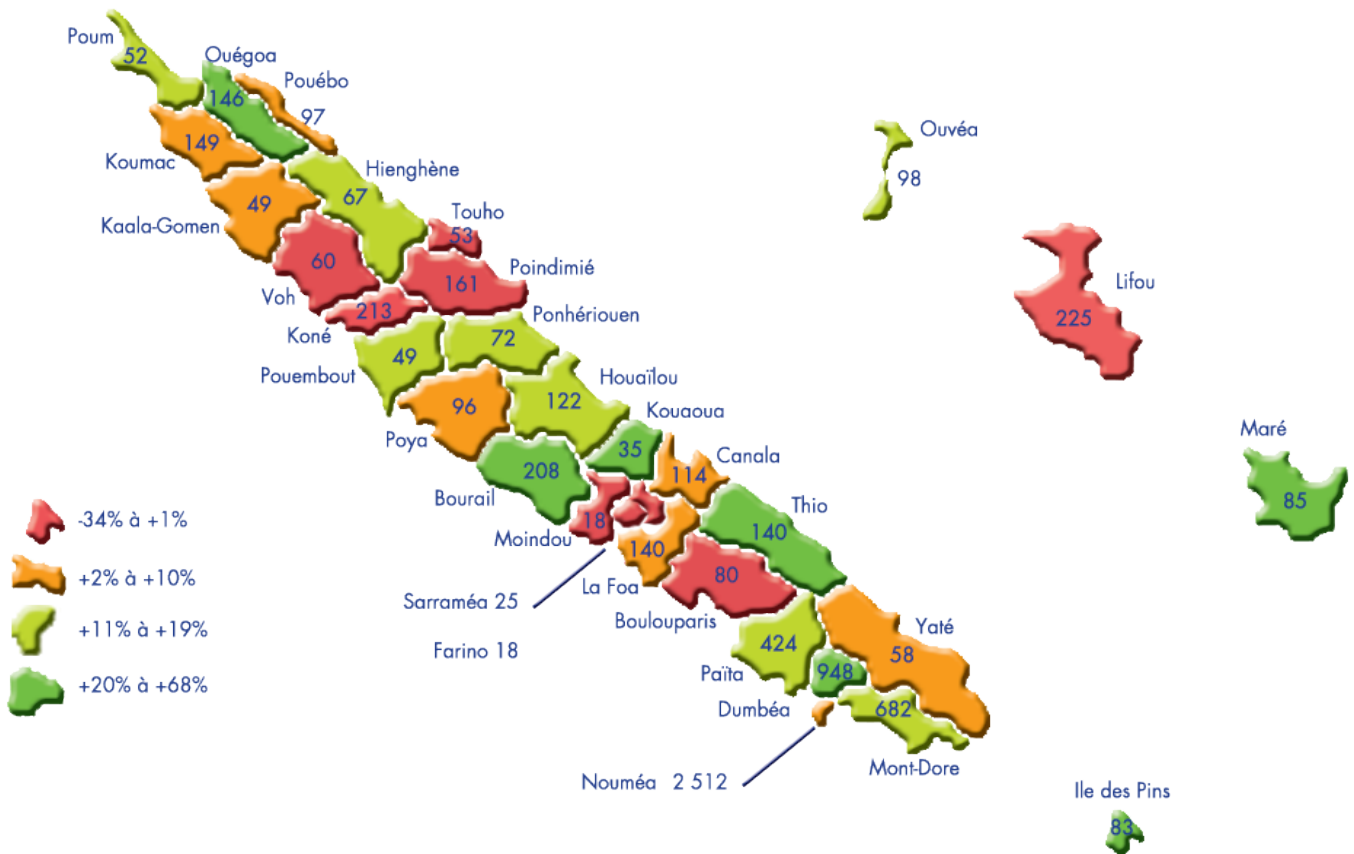 Poum
52
Ouégoa
146
Pouébo
97
Koumac
149
Hienghène
67
Kaala-Gomen
49
Touho
53
Voh
60
Poindimié
161
Koné
213
Ponhériouen
72
Pouembout
49
Houaïlou
122
Poya
96
Kouaoua
35
Bourail
208
Canala
114
Moindou
18
Thio
140
Sarraméa 25
Farino 18
La Foa
140
Boulouparis
80
Païta
424
Yaté
58
Dumbéa
948
Mont-Dore
682
Nouméa 2 512
Ouvéa
98
Lifou
225
Maré
85
Ile des Pins
83
-34% à +1%
+2% à +10%
+11% à +19%
+20% à +68%